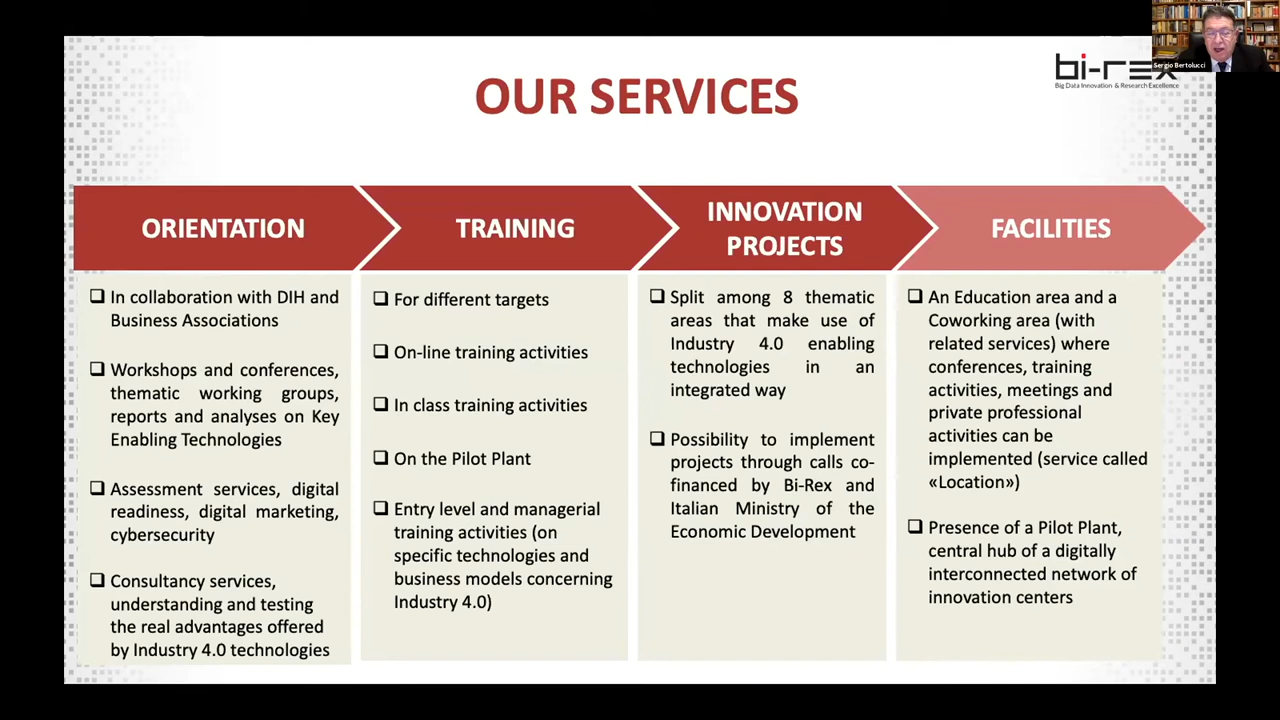 Sergio Bertolucci
bi-rex
Big Data Innovation & Research Excellence
OUR SERVICES
ORIENTATION
In collaboration with DIH and
Business Associations
Workshops and conferences,
thematic working groups,
reports and analyses on Key
Enabling Technologies
Assessment services, digital
readiness, digital marketing,
cybersecurity
Consultancy services,
understanding and testing
the real advantages offered
by Industry 4.0 technologies
TRAINING
For different targets
On-line training activities
In class training activities
On the Pilot Plant
Entry level and managerial
training activities (on
specific technologies and
business models concerning
Industry 4.0)
INNOVATION
PROJECTS
Split among 8 thematic
areas that make use of
Industry 4.0 enabling
technologies in an
integrated way
Possibility to implement
projects through calls co-
financed by Bi-Rex and
Italian Ministry of the
Economic Development
FACILITIES
An Education area and a
Coworking area (with
related services) where
conferences, training
activities, meetings and
private professional
activities can be
implemented (service called
«Location»)
Presence of a Pilot Plant,
central hub of a digitally
interconnected network of
innovation centers